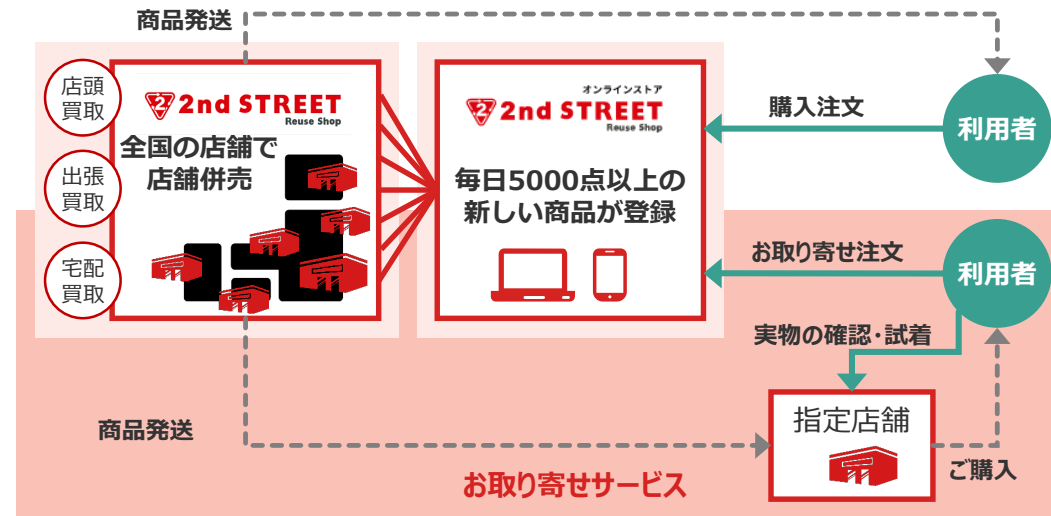 商品発送
店頭
買取
出張
買取
宅配
買取
2 2nd STREET
Reuse Shop
全国の店舗で
店舗併売
オンラインストア
2 2nd STREET
Reuse Shop
毎日5000点以上の
新しい商品が登録
購入注文
利用者
お取り寄せ注文
利用者
実物の確認・試着
指定店舗
ご購入
商品発送
お取り寄せサービス